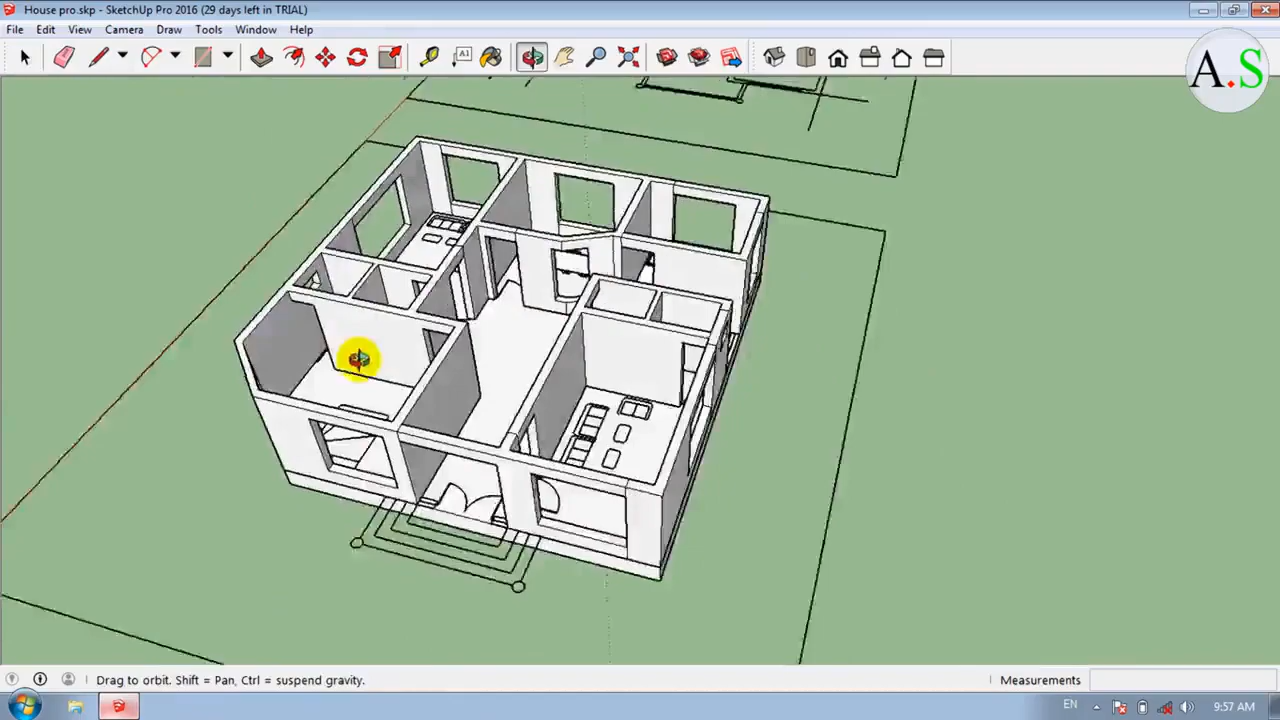 House pro.skp - SketchUp Pro 2016 (29 days left in TRIAL)
File Edit View Camera Draw Tools Window Help
A1
A.S
Drag to orbit. Shift = Pan, Ctrl = suspend gravity.
Measurements
EN
9:57 AM